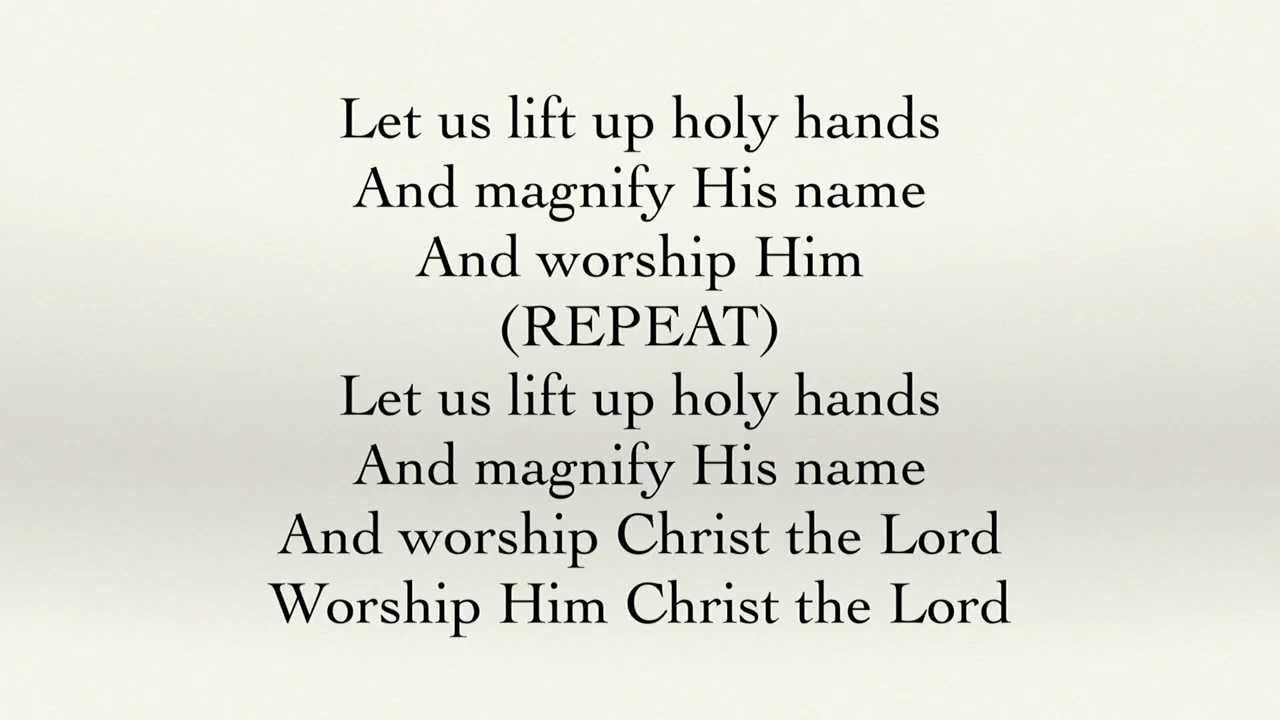 Let us lift up holy hands
And magnify His name
And worship Him
(REPEAT)
Let us lift up holy hands
And magnify His name
And worship Christ the Lord
Worship Him Christ the Lord